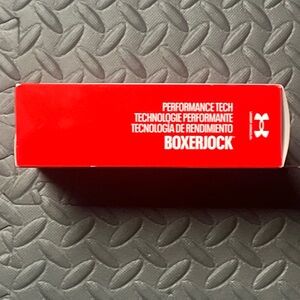 PERFORMANCE TECH
TECHNOLOGIE PERFORMANTE
TECNOLOGÍA DE RENDIMIENTO
BOXERJOCK